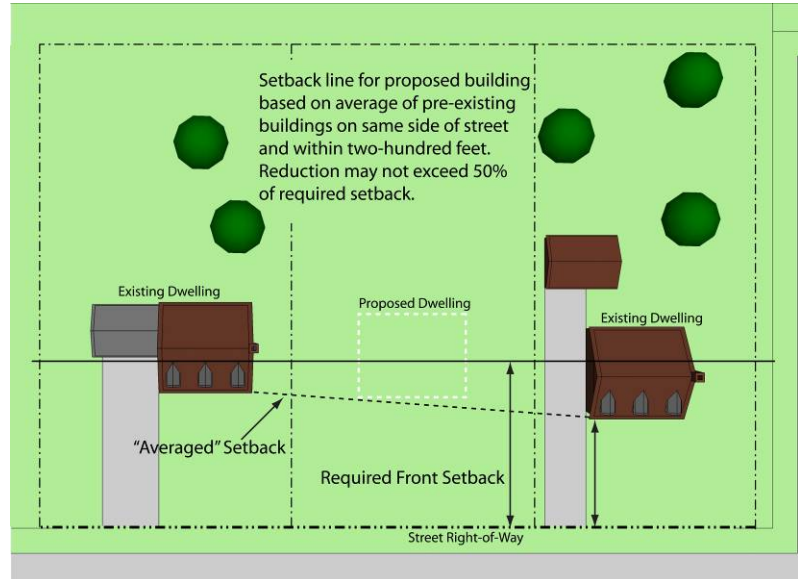 Setback line for proposed building
based on average of pre-existing
buildings on same side of street
and within two-hundred feet.
Reduction may not exceed 50%
of required setback.
Existing Dwelling
Proposed Dwelling
Existing Dwelling
"Averaged" Setback
Required Front Setback
Street Right-of-Way